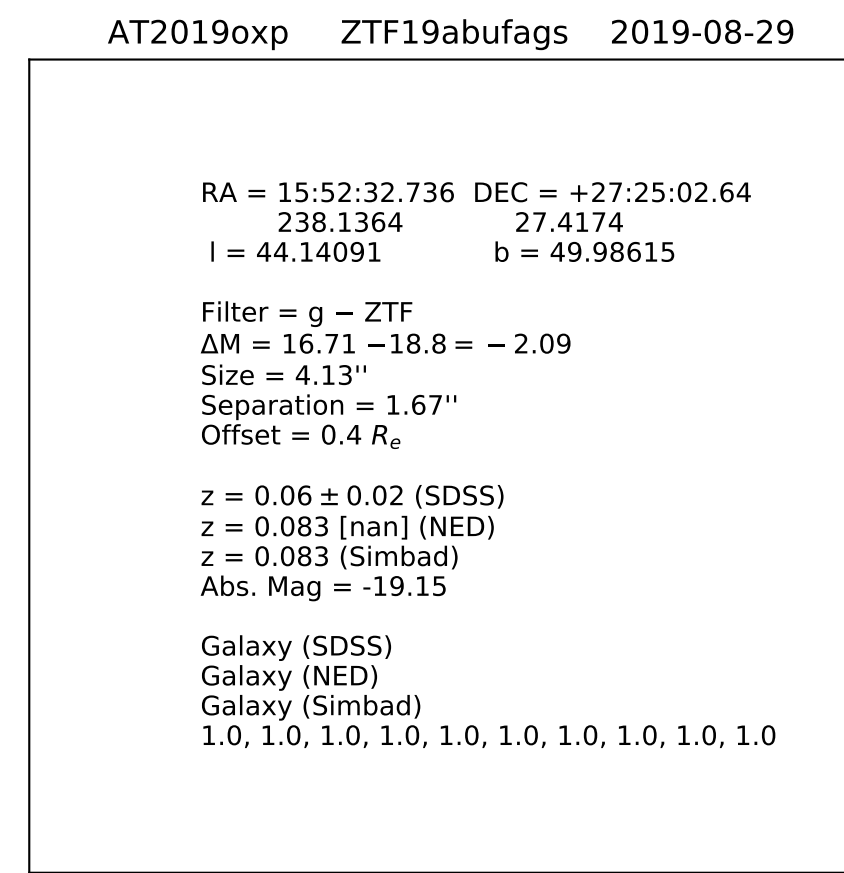 AT2019oxp ZTF19abufags 2019-08-29
RA = 15:52:32.736 DEC = +27:25:02.64
238.1364 27.4174
l = 44.14091 b = 49.98615
Filter = g − ZTF
ΔM = 16.71 −18.8 = − 2.09
Size = 4.13''
Separation = 1.67''
Offset = 0.4 Re
z = 0.06 ± 0.02 (SDSS)
z = 0.083 [nan] (NED)
z = 0.083 (Simbad)
Abs. Mag = -19.15
Galaxy (SDSS)
Galaxy (NED)
Galaxy (Simbad)
1.0, 1.0, 1.0, 1.0, 1.0, 1.0, 1.0, 1.0, 1.0, 1.0